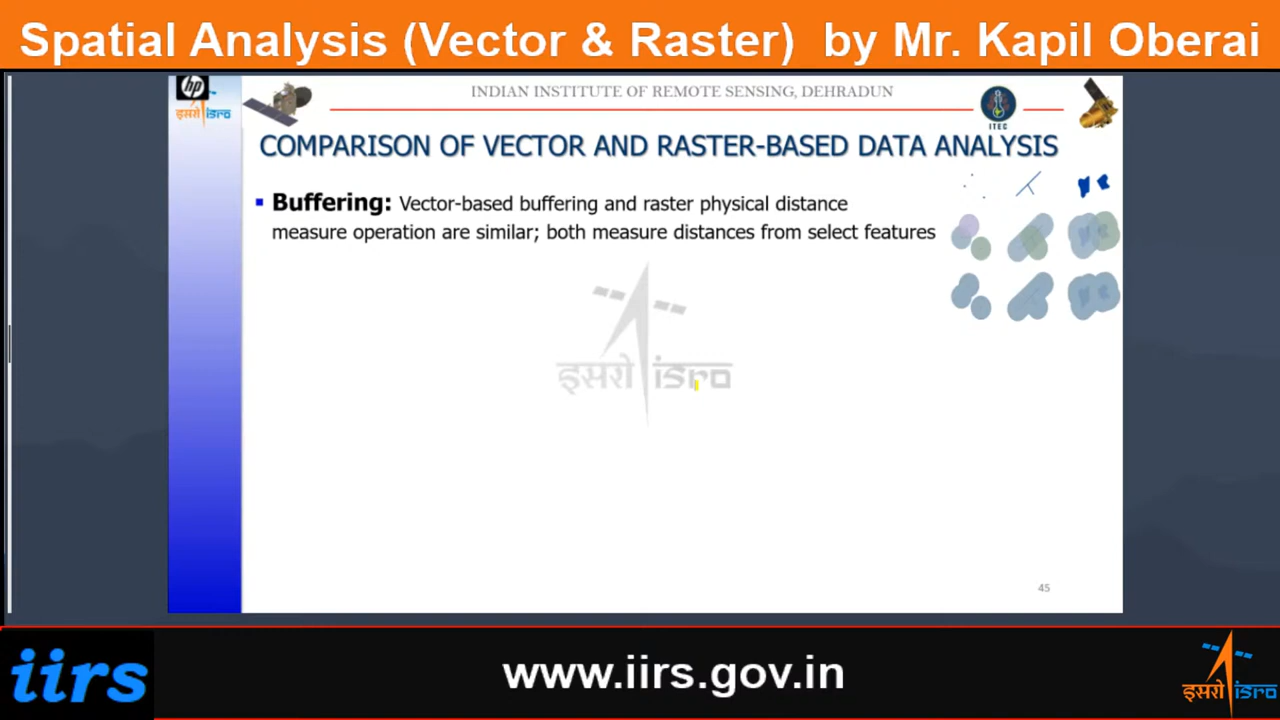 Spatial Analysis (Vector & Raster) by Mr. Kapil Oberai
hp
इसरो isro
INDIAN INSTITUTE OF REMOTE SENSING, DEHRADUN
ITEC
COMPARISON OF VECTOR AND RASTER-BASED DATA ANALYSIS
Buffering: Vector-based buffering and raster physical distance
measure operation are similar; both measure distances from select features
इसरो isro
45
iirs
www.iirs.gov.in
इसरो isro